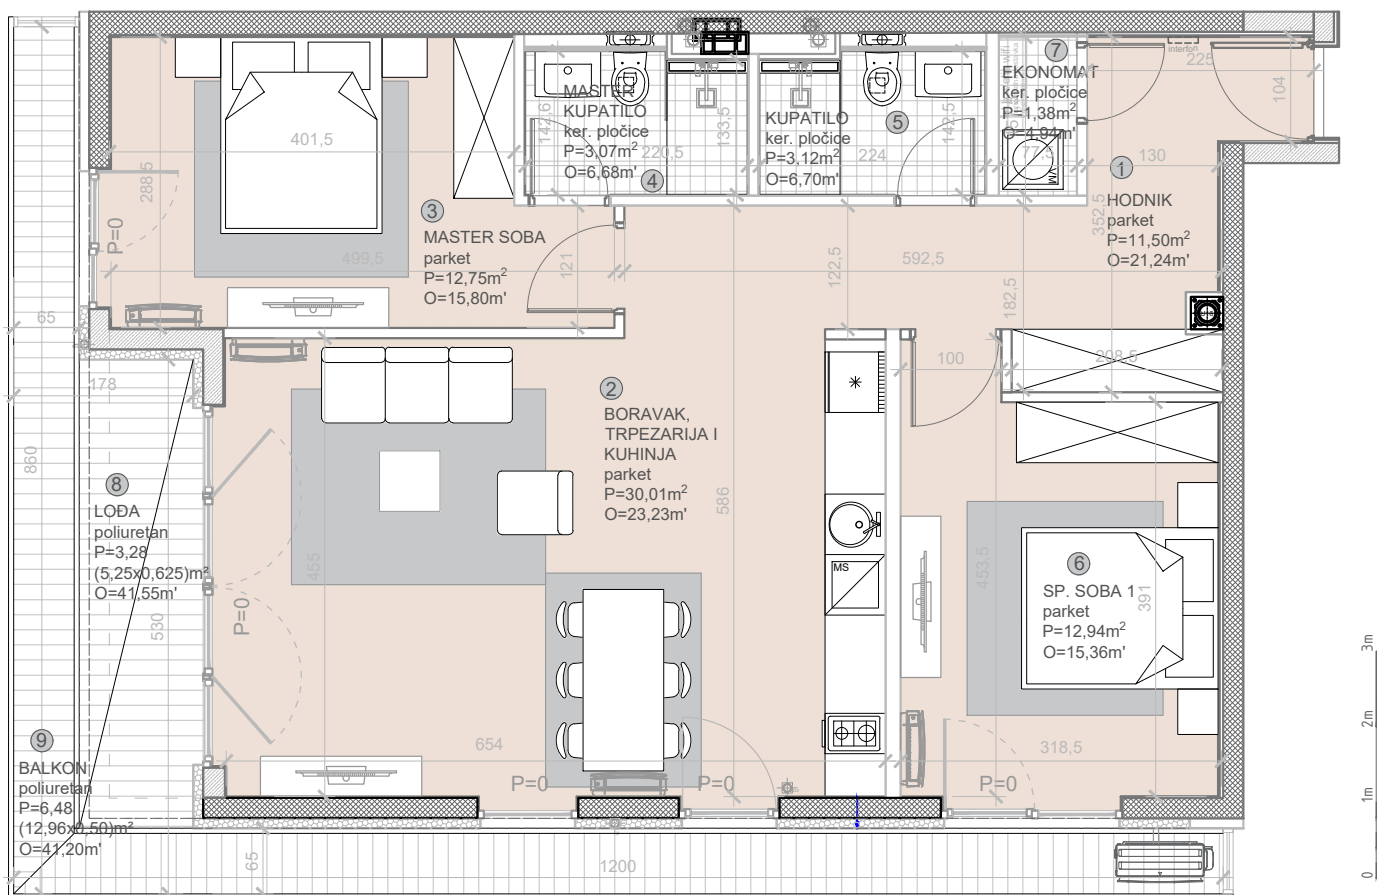 7
EKONOMAT
ker. pločice
P=1,38m²
O=4,94m'
interfon
225
104
MASTER
KUPATILO
ker. pločice
P=3,07m²
O=6,68m'
4
142,5
133,5
220,5
KUPATILO
ker. pločice
P=3,12m²
O=6,70m'
5
142,5
224
VM
130
1
HODNIK
parket
P=11,50m²
O=21,24m'
352,5
401,5
288,5
P=0
3
MASTER SOBA
parket
P=12,75m²
O=15,80m'
499,5
121
122,5
592,5
182,5
65
178
100
208,5
2
BORAVAK,
TRPEZARIJA I
KUHINJA
parket
P=30,01m²
O=23,23m'
586
455
860
8
LOĐA
poliuretan
P=3,28
(5,25x0,625)m²
O=41,55m'
530
P=0
MS
453,5
6
SP. SOBA 1
parket
P=12,94m²
O=15,36m'
391
9
BALKON
poliuretan
P=6,48
(12,96x0,50)m²
O=41,20m'
654
318,5
P=0
P=0
P=0
65
1200
3m
2m
1m
0